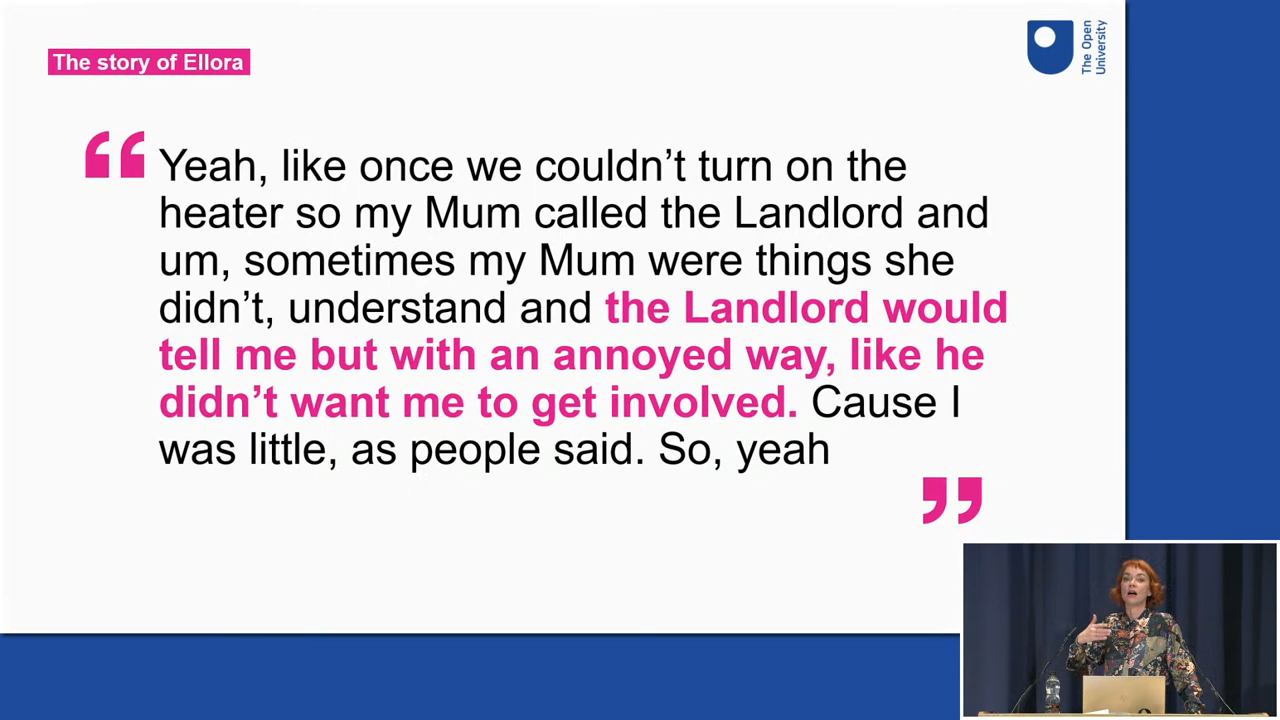 The story of Ellora
The Open
University
Yeah, like once we couldn’t turn on the
heater so my Mum called the Landlord and
um, sometimes my Mum were things she
didn’t, understand and the Landlord would
tell me but with an annoyed way, like he
didn’t want me to get involved. Cause I
was little, as people said. So, yeah